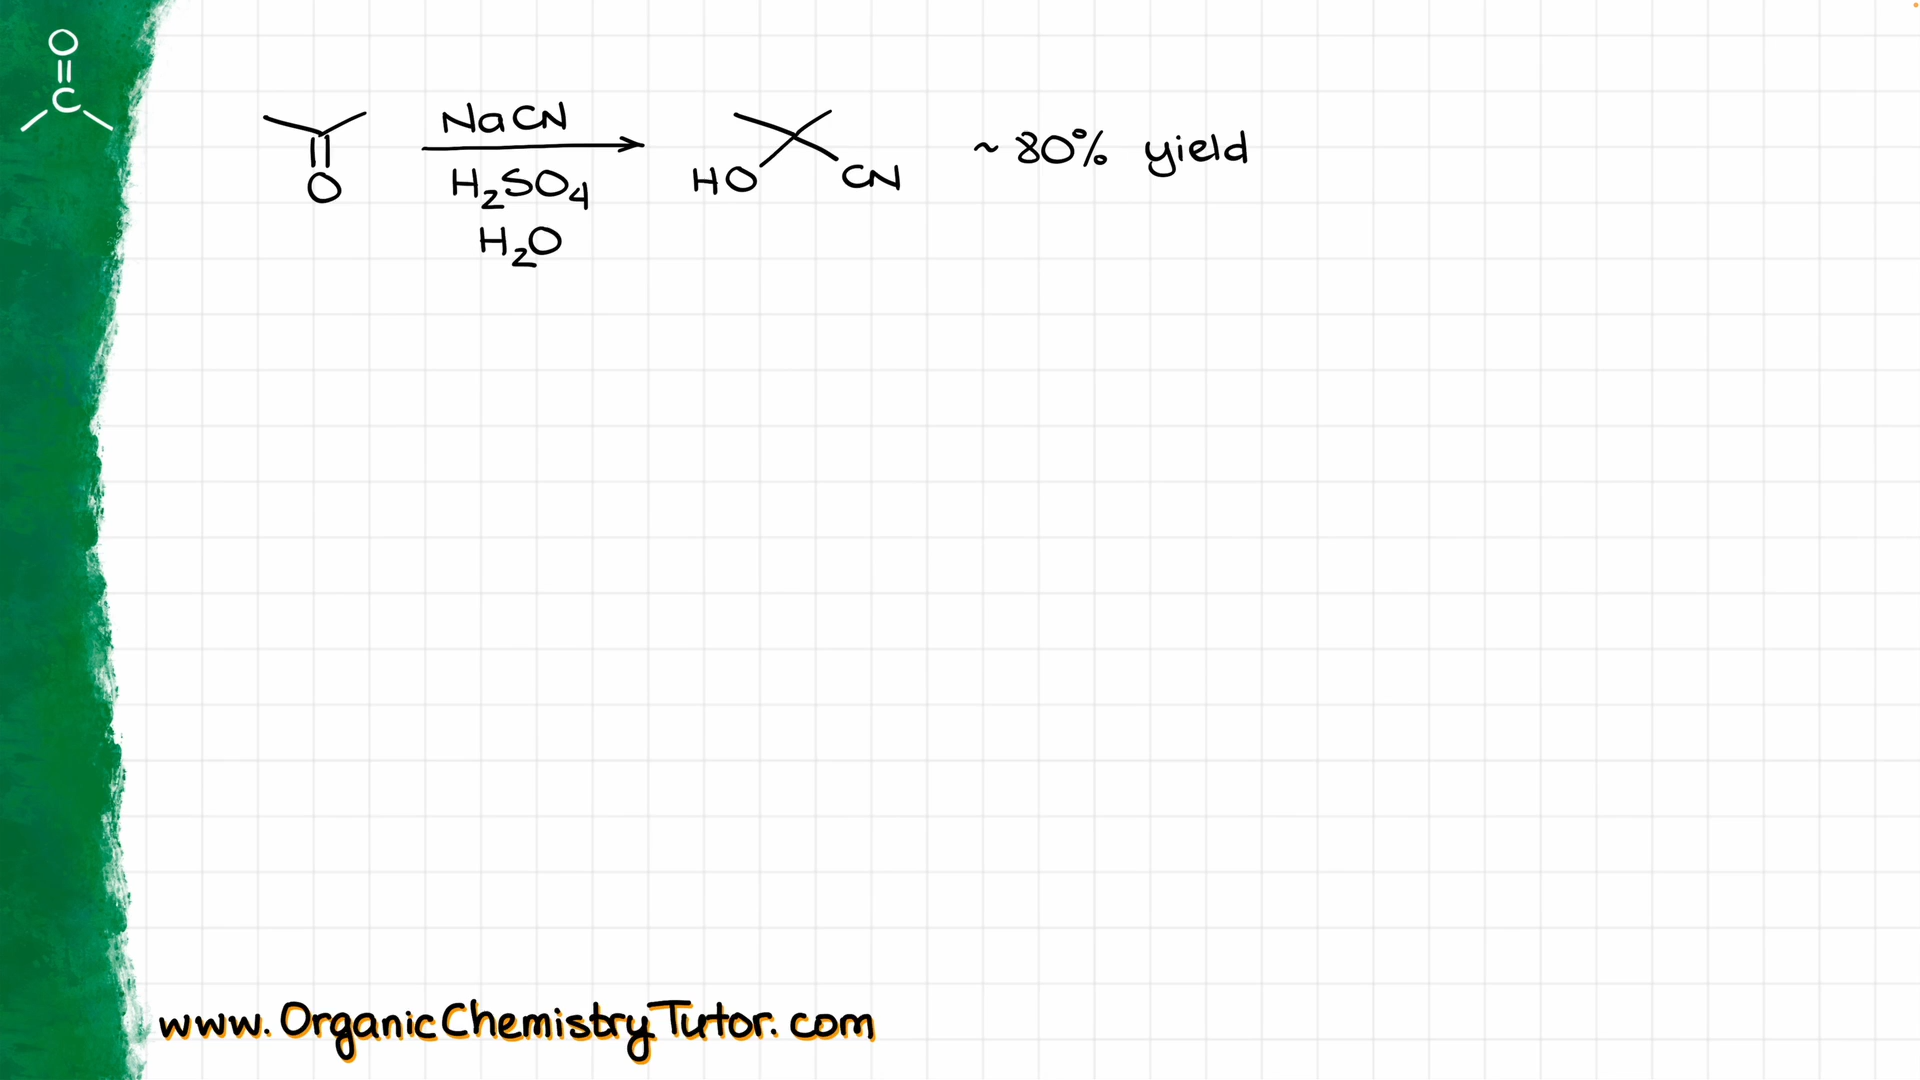 O
C
NaCN
H₂SO₄
H₂O
O
HO
CN
~ 80% yield
www.OrganicChemistryTutor.com